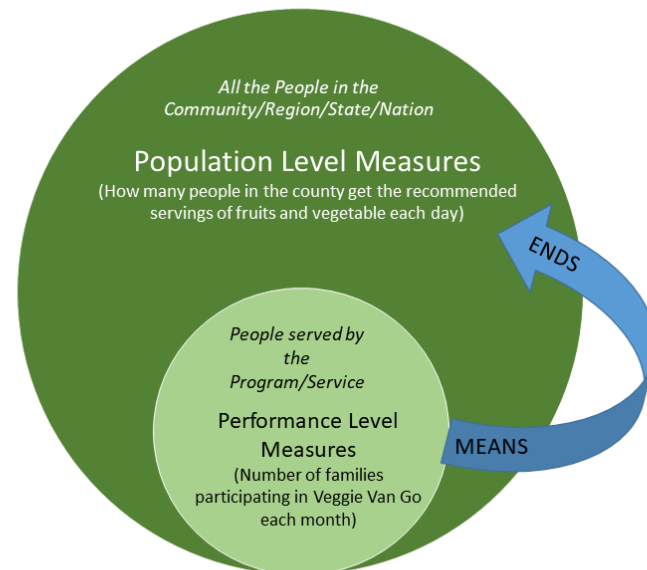 All the People in the
Community/Region/State/Nation
Population Level Measures
(How many people in the county get the recommended
servings of fruits and vegetable each day)
ENDS
People served by
the
Program/Service
Performance Level
Measures
(Number of families
participating in Veggie Van Go
each month)
MEANS